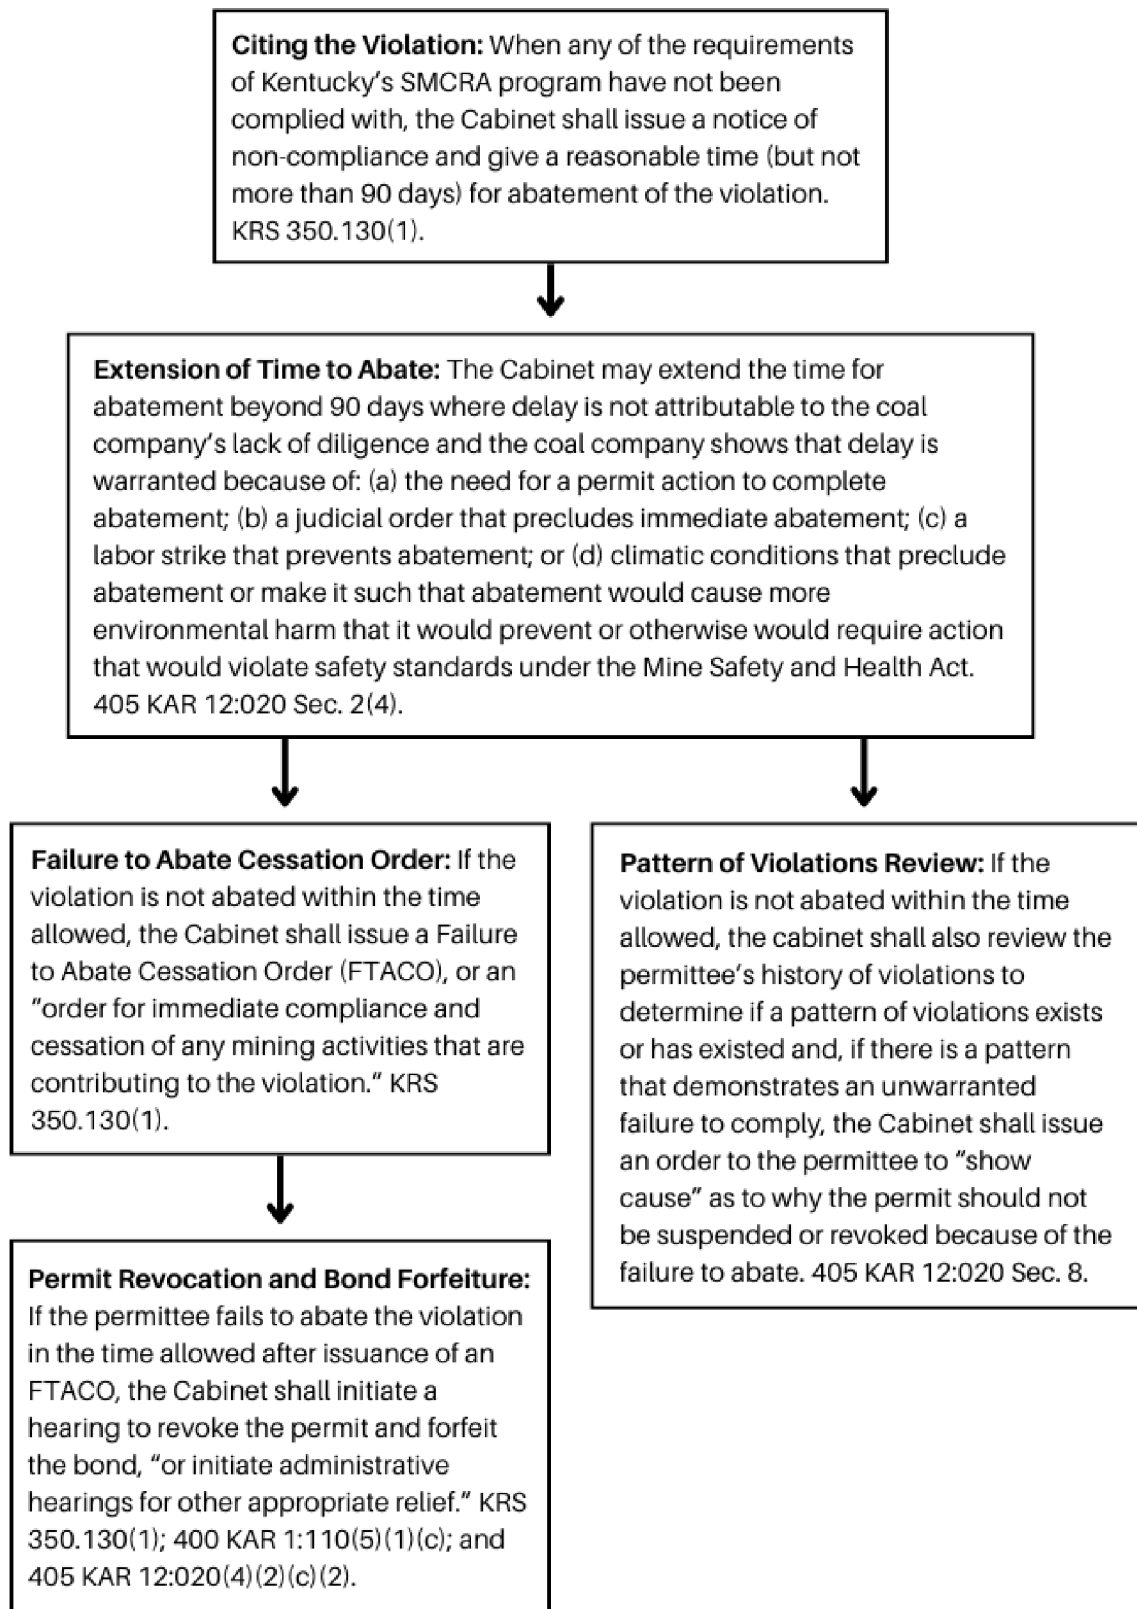 Citing the Violation: When any of the requirements
of Kentucky’s SMCRA program have not been
complied with, the Cabinet shall issue a notice of
non-compliance and give a reasonable time (but not
more than 90 days) for abatement of the violation.
KRS 350.130(1).
Extension of Time to Abate: The Cabinet may extend the time for
abatement beyond 90 days where delay is not attributable to the coal
company’s lack of diligence and the coal company shows that delay is
warranted because of: (a) the need for a permit action to complete
abatement; (b) a judicial order that precludes immediate abatement; (c) a
labor strike that prevents abatement; or (d) climatic conditions that preclude
abatement or make it such that abatement would cause more
environmental harm that it would prevent or otherwise would require action
that would violate safety standards under the Mine Safety and Health Act.
405 KAR 12:020 Sec. 2(4).
Failure to Abate Cessation Order: If the
violation is not abated within the time
allowed, the Cabinet shall issue a Failure
to Abate Cessation Order (FTACO), or an
“order for immediate compliance and
cessation of any mining activities that are
contributing to the violation.” KRS
350.130(1).
Pattern of Violations Review: If the
violation is not abated within the time
allowed, the cabinet shall also review the
permittee’s history of violations to
determine if a pattern of violations exists
or has existed and, if there is a pattern
that demonstrates an unwarranted
failure to comply, the Cabinet shall issue
an order to the permittee to “show
cause” as to why the permit should not
be suspended or revoked because of the
failure to abate. 405 KAR 12:020 Sec. 8.
Permit Revocation and Bond Forfeiture:
If the permittee fails to abate the violation
in the time allowed after issuance of an
FTACO, the Cabinet shall initiate a
hearing to revoke the permit and forfeit
the bond, “or initiate administrative
hearings for other appropriate relief.” KRS
350.130(1); 400 KAR 1:110(5)(1)(c); and
405 KAR 12:020(4)(2)(c)(2).